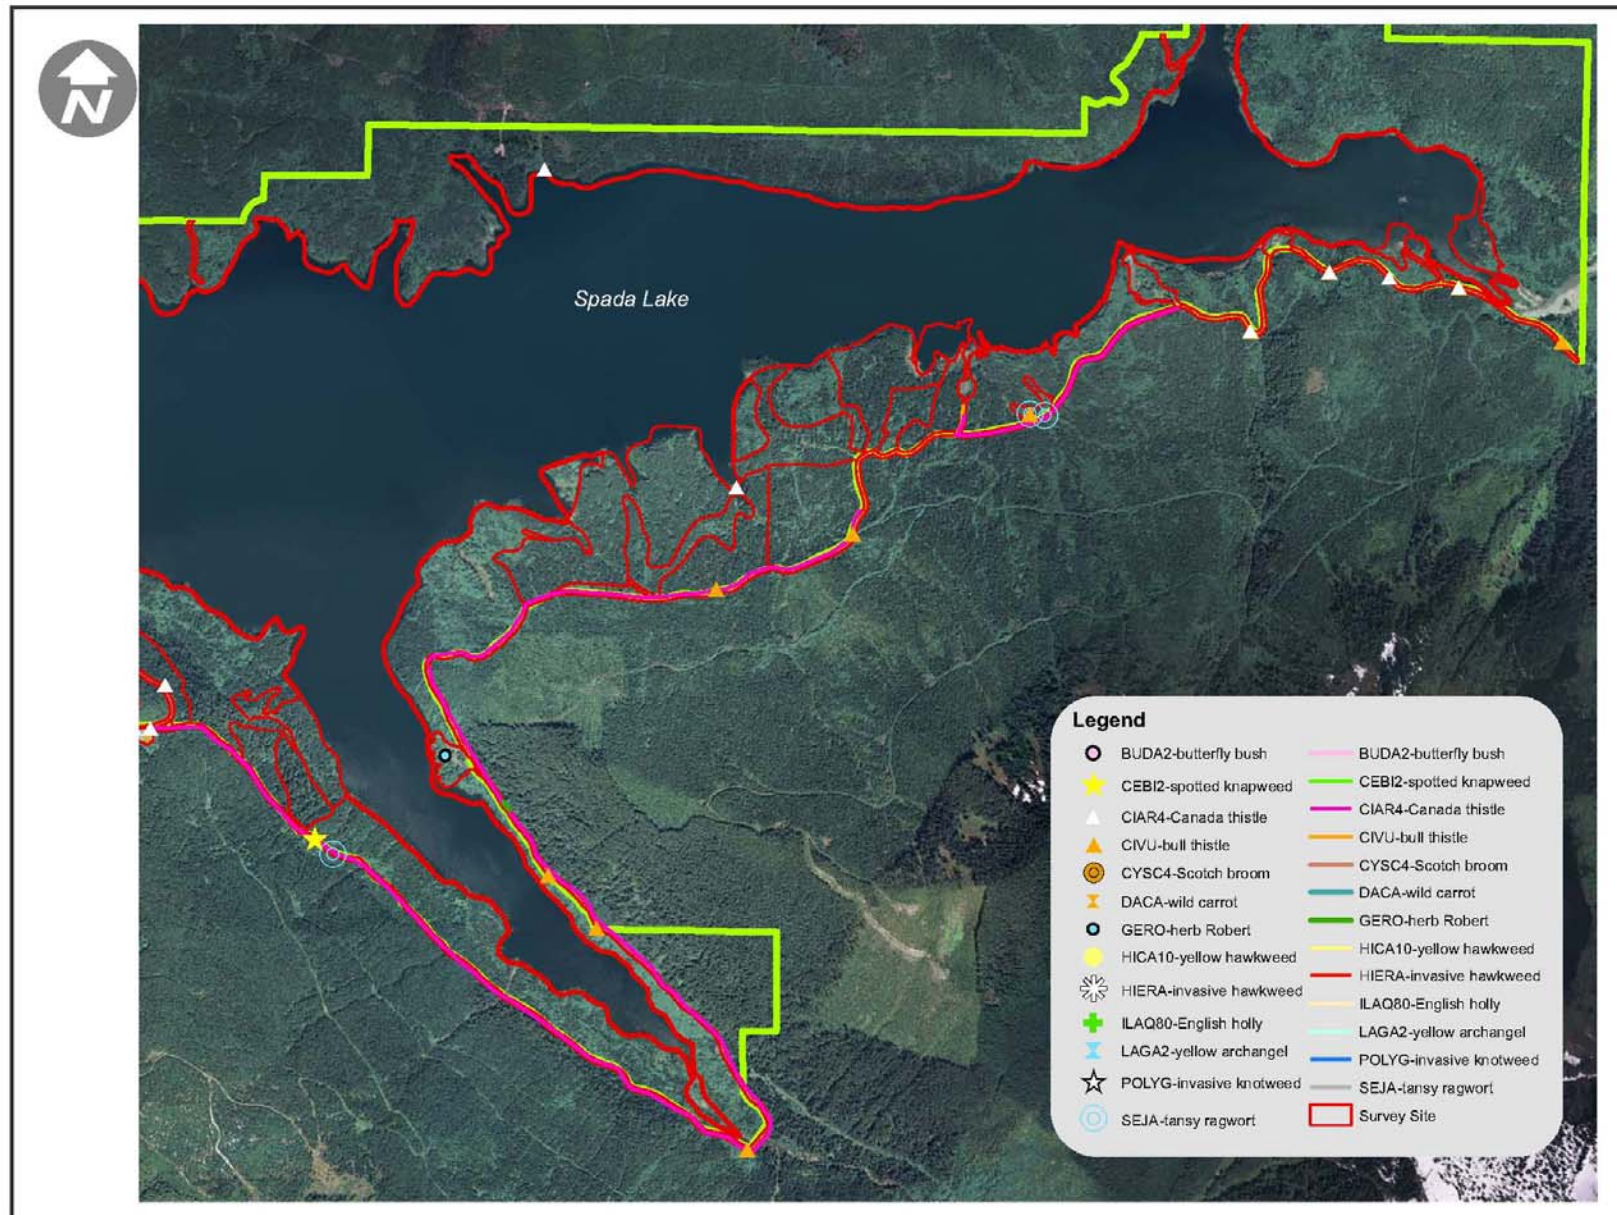 N
Spada Lake
Legend
BUDA2-butterfly bush
CEBI2-spotted knapweed
CIAR4-Canada thistle
CIVU-bull thistle
CYSC4-Scotch broom
DACA-wild carrot
GERO-herb Robert
HICA10-yellow hawkweed
HIERA-invasive hawkweed
ILAQ80-English holly
LAGA2-yellow archangel
POLYG-invasive knotweed
SEJA-tansy ragwort
BUDA2-butterfly bush
CEBI2-spotted knapweed
CIAR4-Canada thistle
CIVU-bull thistle
CYSC4-Scotch broom
DACA-wild carrot
GERO-herb Robert
HICA10-yellow hawkweed
HIERA-invasive hawkweed
ILAQ80-English holly
LAGA2-yellow archangel
POLYG-invasive knotweed
SEJA-tansy ragwort
Survey Site